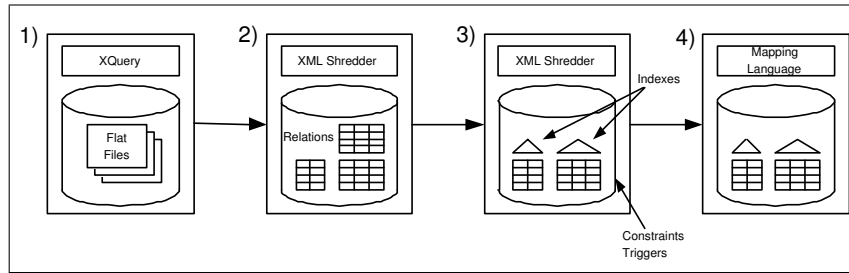 1)
XQuery
Flat
Files
2)
XML Shredder
Relations
3)
XML Shredder
Indexes
Constraints
Triggers
4)
Mapping
Language